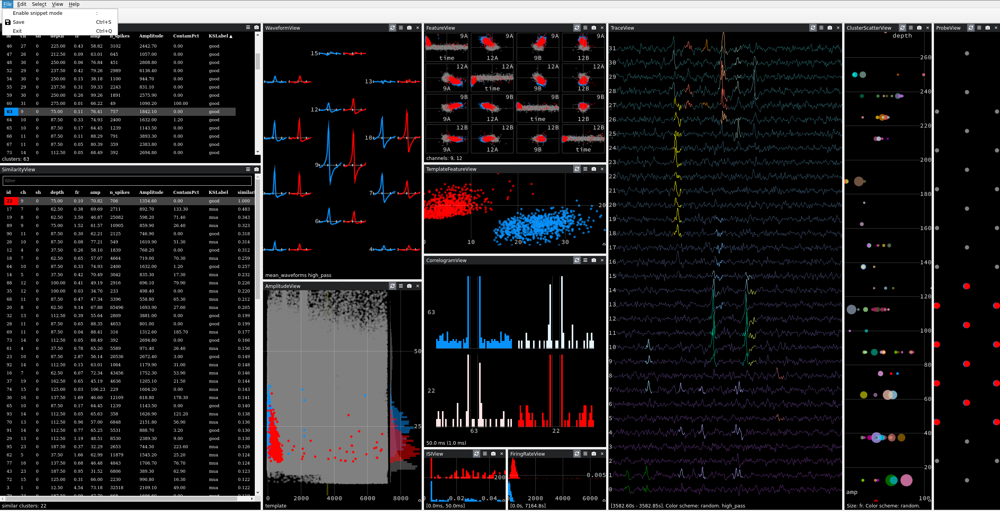 File Edit Select View Help
Enable snippet mode :
Save Ctrl+S
Exit Ctrl+Q
id ch sh depth fr amp n_spikes Amplitude ContamPct KSLabel ▲
46 27 0 225.00 0.43 58.82 3102 2442.70 0.00 good
47 26 0 212.50 0.09 63.01 645 1057.00 0.00 good
48 30 0 250.00 0.06 76.84 451 2808.80 0.00 good
52 29 0 237.50 0.42 79.26 2989 6136.40 0.00 good
54 30 0 250.00 0.15 38.18 1100 944.70 0.00 good
55 29 0 237.50 0.31 59.33 2243 831.10 0.00 good
59 30 0 250.00 0.26 99.26 1891 2575.90 0.00 good
60 31 0 275.00 0.01 66.22 49 1090.20 100.00 good
63 9 0 75.00 0.11 76.41 757 1842.10 0.00 good
64 10 0 87.50 0.33 74.93 2400 1632.00 1.20 good
65 10 0 87.50 0.17 64.45 1239 1143.50 0.00 good
66 11 0 87.50 0.11 88.29 791 3893.30 0.00 good
67 11 0 87.50 0.05 80.39 359 2383.80 0.00 good
73 14 0 112.50 0.05 68.49 392 2694.80 0.00 good
clusters: 63
SimilarityView
filter
id ch sh depth fr amp n_spikes Amplitude ContamPct KSLabel similari
22 9 0 75.00 0.10 70.82 706 1354.60 0.00 good 1.000
17 7 0 62.50 0.38 69.69 2711 892.70 133.30 mua 0.483
19 8 0 62.50 3.50 46.87 25082 598.20 71.40 mua 0.343
89 9 0 75.00 1.52 61.57 10905 859.90 26.40 mua 0.323
90 11 0 87.50 0.30 62.21 2125 746.90 0.00 good 0.318
26 10 0 87.50 0.08 77.21 549 1610.90 51.30 mua 0.314
12 4 0 37.50 0.26 58.10 1839 768.20 0.00 good 0.312
18 7 0 62.50 0.65 57.07 4664 719.00 70.30 mua 0.259
64 10 0 87.50 0.33 74.93 2400 1632.00 1.20 good 0.257
14 5 0 37.50 0.42 70.49 3042 835.30 17.30 mua 0.232
88 12 0 100.00 0.41 49.19 2916 696.10 79.90 mua 0.226
35 12 0 100.00 0.03 34.70 233 498.40 0.00 mua 0.220
68 11 0 87.50 0.47 47.34 3396 558.80 65.30 mua 0.212
20 8 0 62.50 9.14 67.88 65496 1693.90 27.60 mua 0.205
32 13 0 112.50 0.39 55.64 2809 3881.00 0.00 good 0.199
28 11 0 87.50 0.65 88.35 4653 801.00 0.00 good 0.199
69 11 0 87.50 0.04 88.41 316 1312.60 185.70 mua 0.177
73 14 0 112.50 0.05 68.49 392 2694.80 0.00 good 0.166
61 4 0 37.50 0.78 65.20 5589 971.40 26.40 mua 0.156
23 10 0 87.50 2.87 56.14 20536 2672.40 3.00 good 0.149
92 14 0 112.50 0.15 63.01 1064 1179.90 31.00 mua 0.148
16 7 0 62.50 6.07 72.34 43456 1752.30 53.90 mua 0.146
37 19 0 162.50 0.65 45.19 4636 1205.10 21.50 mua 0.144
74 15 0 125.00 0.03 106.23 229 1604.20 0.00 mua 0.143
36 16 0 137.50 1.69 46.60 12109 618.80 178.30 mua 0.141
65 10 0 87.50 0.17 64.45 1239 1143.50 0.00 good 0.140
93 14 0 112.50 0.05 65.63 358 1626.90 121.20 mua 0.138
70 13 0 112.50 0.96 57.00 6848 2151.80 56.90 mua 0.136
91 14 0 112.50 0.77 65.25 5531 888.70 3.20 good 0.130
29 13 0 112.50 1.19 48.51 8530 2389.30 9.00 good 0.130
95 23 0 187.50 0.37 32.29 2653 744.50 223.60 mua 0.126
62 5 0 37.50 1.66 62.99 11879 1545.20 25.20 mua 0.124
77 16 0 137.50 0.68 46.48 4843 1706.70 76.70 mua 0.124
43 23 0 187.50 0.95 31.52 6806 389.30 62.90 mua 0.123
72 15 0 125.00 0.31 66.00 2230 990.80 16.30 mua 0.122
3 1 0 12.50 4.54 73.18 32518 2109.10 49.00 mua 0.122
similar clusters: 22
WaveformView
15
13
12
10
9
7
6
4
mean_waveforms high_pass
AmplitudeView
50
25
0 2000 4000 6000 8000
template
FeatureView
9A 9A 9A 9A
time 12A 9B 12B
12A 12A 12A 12A
9A time 9B 12B
9B 9B 9B 9B
9A 12A time 12B
12B 12B 12B 12B
9A 12A 9B time
channels: 9, 12
TemplateFeatureView
20
10 20 30
CorrelogramView
63
22
63 22
50.0 ms (1.0 ms)
ISIView
200
0.02 0.04
[0.0ms, 50.0ms]
FiringRateView
0.005
2000 4000 6000
[0.0s, 7164.8s]
TraceView
31
30
29
28
27
26
25
24
23
22
21
20
19
18
17
16
15
14
13
12
11
10
9
8
7
6
5
4
3
2
1
0
[3582.60s - 3582.85s]. Color scheme: random. high_pass
ClusterScatterView
depth
260
240
220
200
180
160
140
120
100
80
60
40
20
amp
100
Size: fr. Color scheme: random.
ProbeView